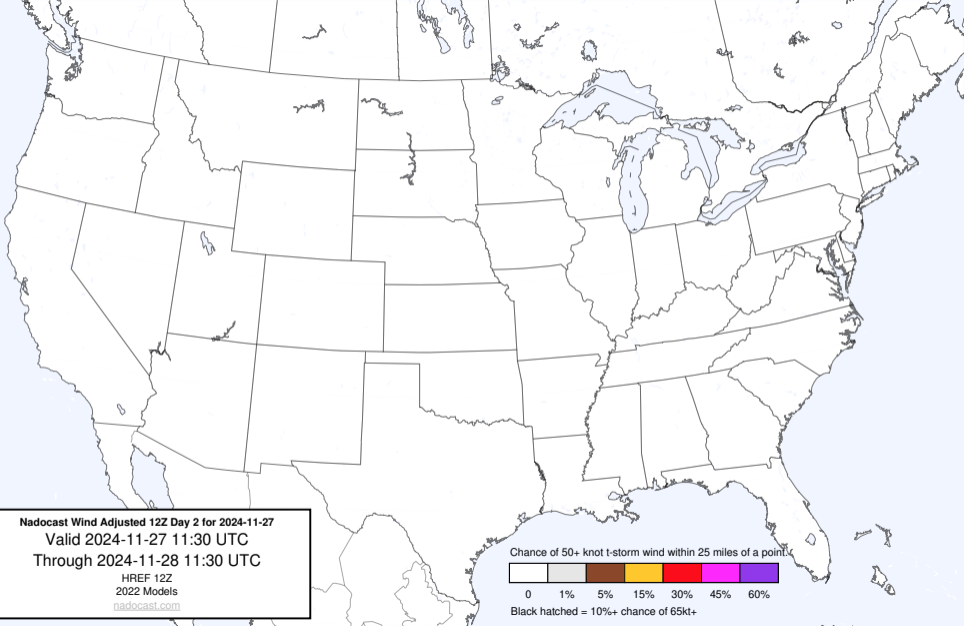 Nadocast Wind Adjusted 12Z Day 2 for 2024-11-27
Valid 2024-11-27 11:30 UTC
Through 2024-11-28 11:30 UTC
HREF 12Z
2022 Models
nadocast.com
Chance of 50+ knot t-storm wind within 25 miles of a point.
0 1% 5% 15% 30% 45% 60%
Black hatched = 10%+ chance of 65kt+